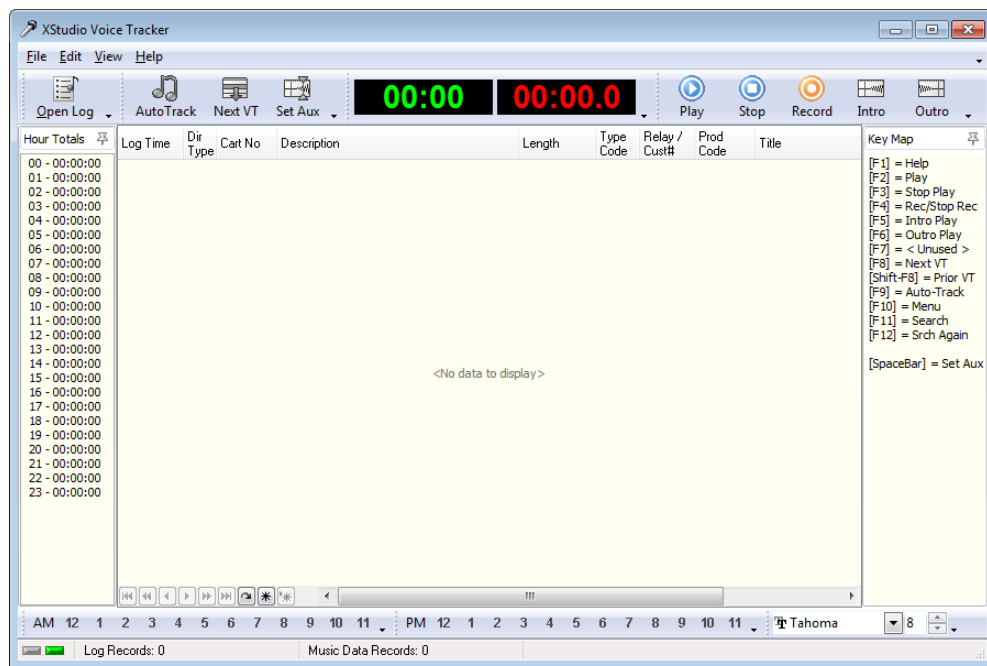 XStudio Voice Tracker
File Edit View Help
Open Log AutoTrack Next VT Set Aux 00:00 00:00.0 Play Stop Record Intro Outro
Hour Totals
00 - 00:00:00
01 - 00:00:00
02 - 00:00:00
03 - 00:00:00
04 - 00:00:00
05 - 00:00:00
06 - 00:00:00
07 - 00:00:00
08 - 00:00:00
09 - 00:00:00
10 - 00:00:00
11 - 00:00:00
12 - 00:00:00
13 - 00:00:00
14 - 00:00:00
15 - 00:00:00
16 - 00:00:00
17 - 00:00:00
18 - 00:00:00
19 - 00:00:00
20 - 00:00:00
21 - 00:00:00
22 - 00:00:00
23 - 00:00:00
Log Time Dir Type Cart No Description Length Type Code Relay / Cust# Prod Code Title
<No data to display>
Key Map
[F1] = Help
[F2] = Play
[F3] = Stop Play
[F4] = Rec/Stop Rec
[F5] = Intro Play
[F6] = Outro Play
[F7] = < Unused >
[F8] = Next VT
[Shift-F8] = Prior VT
[F9] = Auto-Track
[F10] = Menu
[F11] = Search
[F12] = Srch Again
[SpaceBar] = Set Aux
AM 12 1 2 3 4 5 6 7 8 9 10 11 PM 12 1 2 3 4 5 6 7 8 9 10 11 Tahoma 8
Log Records: 0 Music Data Records: 0